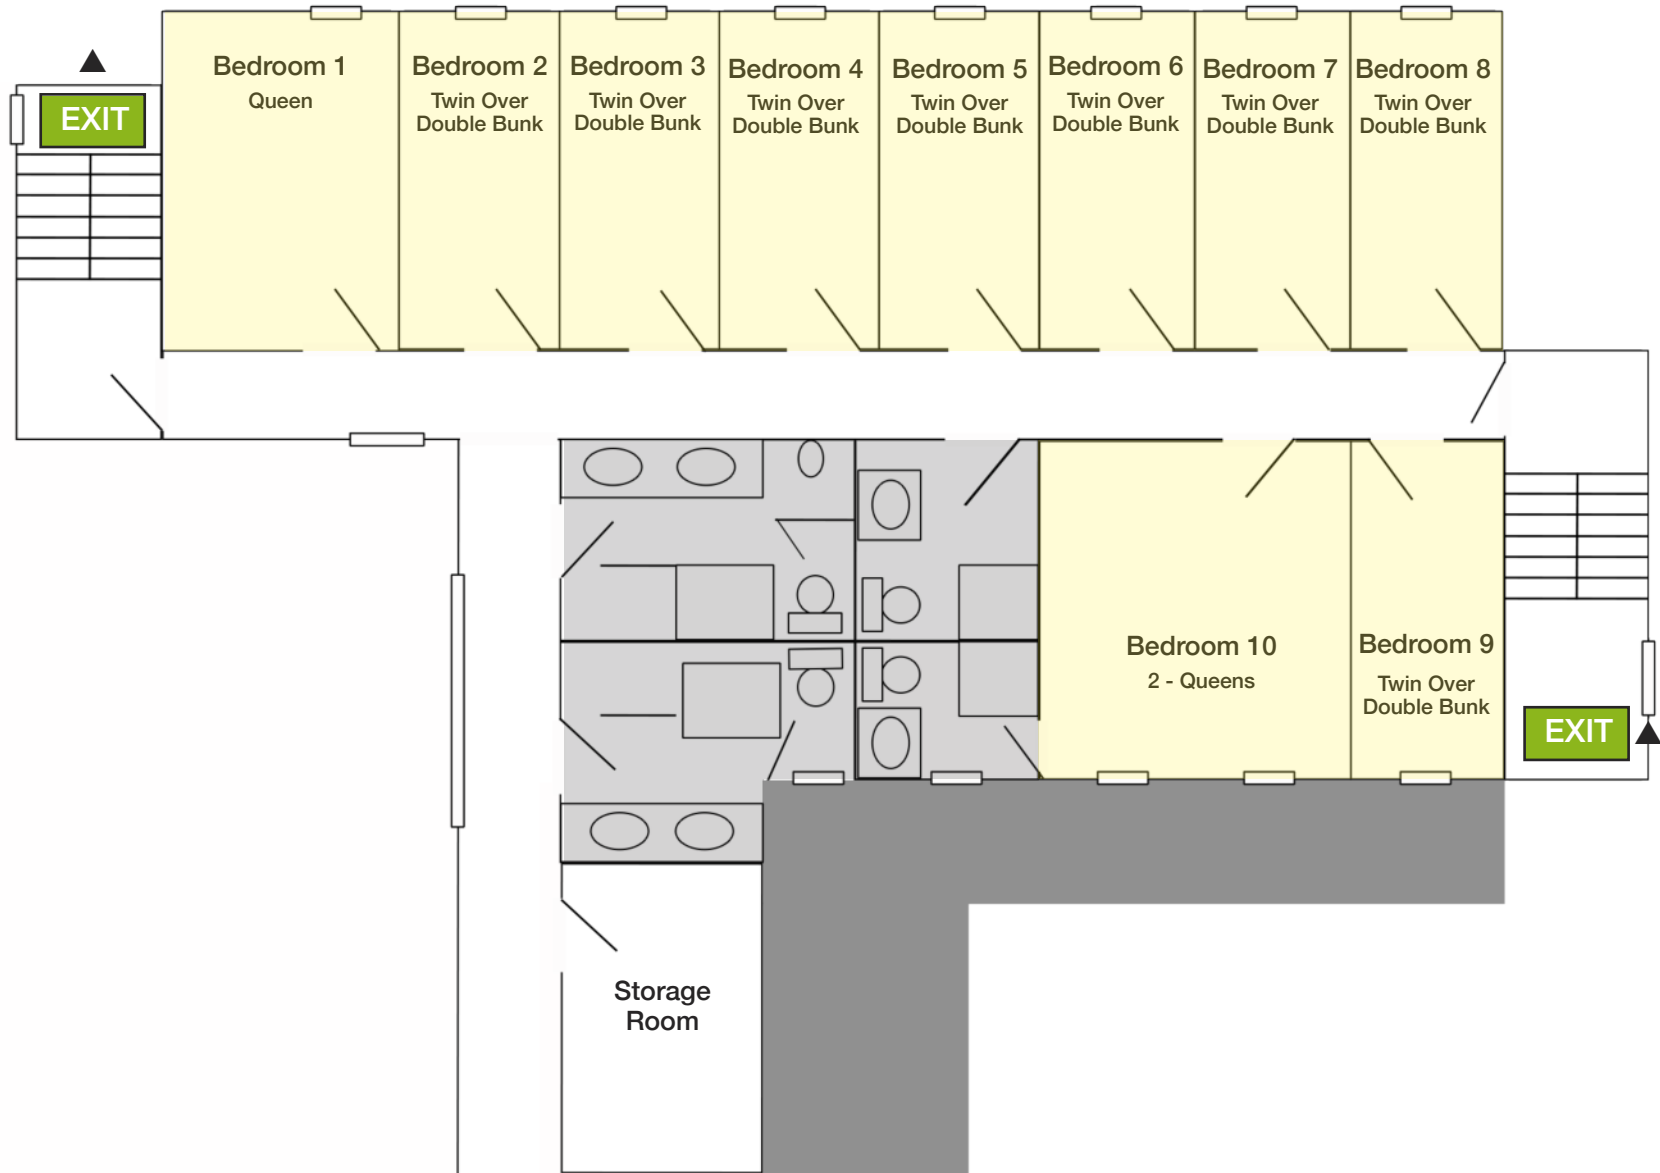 EXIT
Bedroom 1
Queen
Bedroom 2
Twin Over
Double Bunk
Bedroom 3
Twin Over
Double Bunk
Bedroom 4
Twin Over
Double Bunk
Bedroom 5
Twin Over
Double Bunk
Bedroom 6
Twin Over
Double Bunk
Bedroom 7
Twin Over
Double Bunk
Bedroom 8
Twin Over
Double Bunk
Bedroom 10
2 - Queens
Bedroom 9
Twin Over
Double Bunk
EXIT
Storage
Room